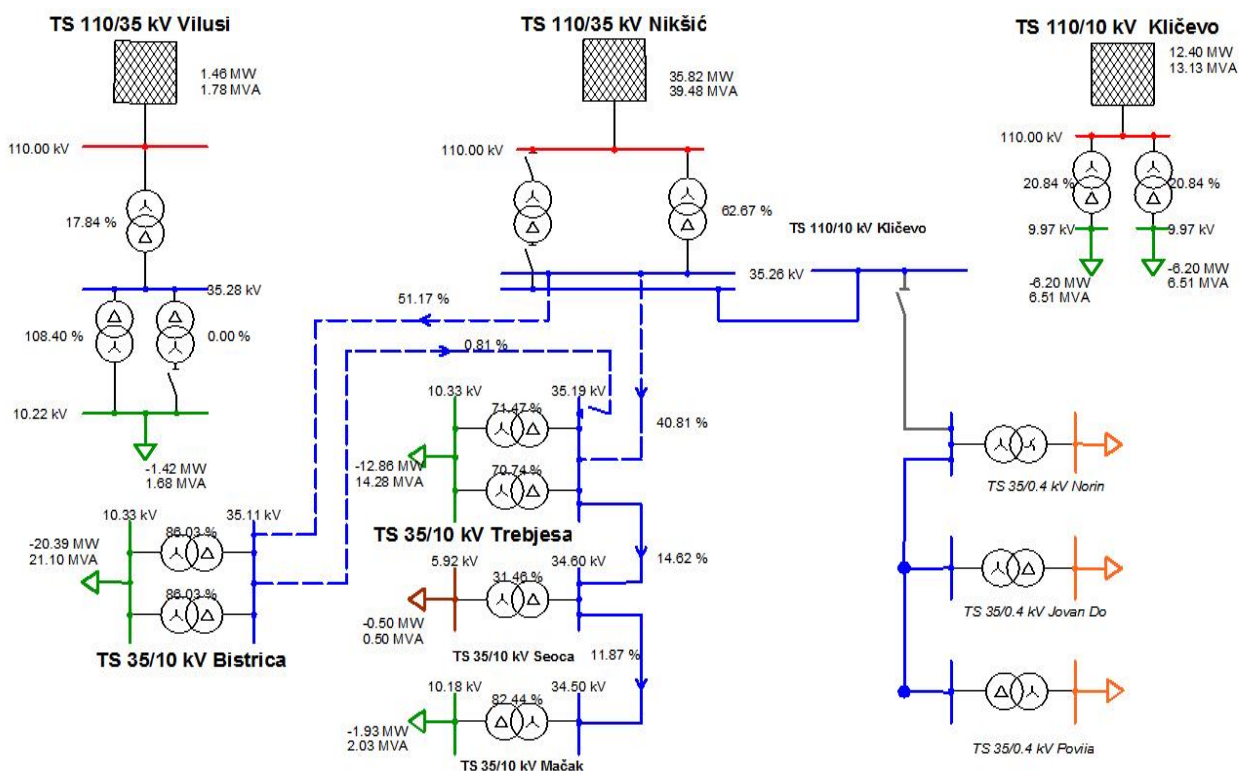 TS 110/35 kV Vilusi
TS 110/35 kV Nikšić
TS 110/10 kV Kličevo
1.46 MW
1.78 MVA
35.82 MW
39.48 MVA
12.40 MW
13.13 MVA
110.00 kV
110.00 kV
110.00 kV
17.84 %
62.67 %
20.84 %
20.84 %
TS 110/10 kV Kličevo
9.97 kV
9.97 kV
35.28 kV
35.26 kV
-6.20 MW
6.51 MVA
-6.20 MW
6.51 MVA
51.17 %
108.40 %
0.00 %
0.81 %
10.22 kV
10.33 kV
35.19 kV
71.47 %
40.81 %
-1.42 MW
1.68 MVA
-12.86 MW
14.28 MVA
70.74 %
TS 35/0.4 kV Norin
10.33 kV
35.11 kV
86.03 %
TS 35/10 kV Trebjesa
-20.39 MW
21.10 MVA
5.92 kV
34.60 kV
14.62 %
31.46 %
86.03 %
-0.50 MW
0.50 MVA
TS 35/0.4 kV Jovan Do
TS 35/10 kV Bistrica
TS 35/10 kV Seoca
11.87 %
10.18 kV
34.50 kV
82.44 %
-1.93 MW
2.03 MVA
TS 35/10 kV Mačak
TS 35/0.4 kV Poviia